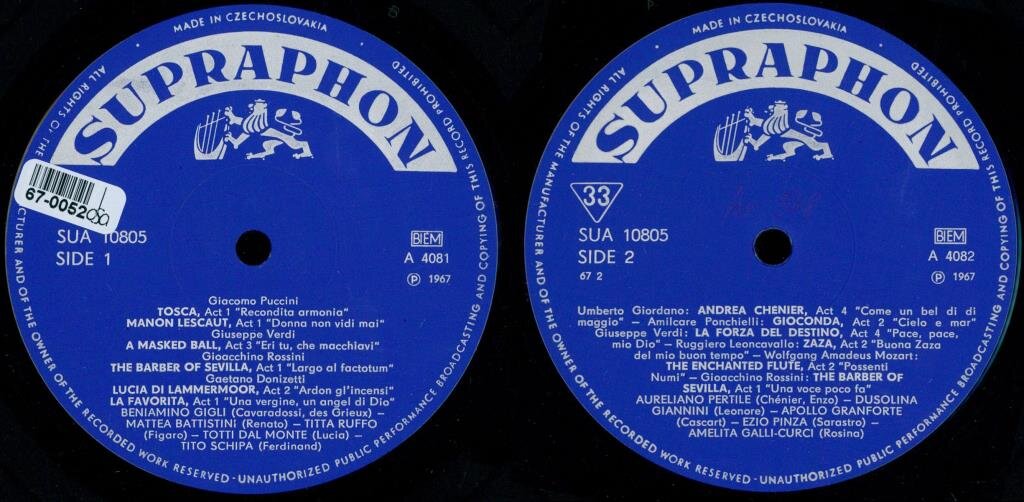 MADE IN CZECHOSLOVAKIA
ALL RIGHTS OF THE
CTURER AND OF THE OWNER OF THE RECORDED WORK RESERVED - UNAUTHORIZED PUBLIC PERFORMANCE BROADCASTING AND COPYING OF THIS RECORD PROHIBITED
SUPRAPHON
67-0052
SUA 10805
SIDE 1
BIEM
A 4081
Ⓟ 1967
Giacomo Puccini
TOSCA, Act 1 "Recondita armonia"
MANON LESCAUT, Act 1 "Donna non vidi mai"
Giuseppe Verdi
A MASKED BALL, Act 3 "Eri tu, che macchiavi"
Gioacchino Rossini
THE BARBER OF SEVILLA, Act 1 "Largo al factotum"
Gaetano Donizetti
LUCIA DI LAMMERMOOR, Act 2 "Ardon gl'incensi"
LA FAVORITA, Act 1 "Una vergine, un angel di Dio"
BENIAMINO GIGLI (Cavaradossi, des Grieux) –
MATTEA BATTISTINI (Renato) – TITTA RUFFO
(Figaro) – TOTTI DAL MONTE (Lucia) –
TITO SCHIPA (Ferdinand)
MADE IN CZECHOSLOVAKIA
ALL RIGHTS OF THE MANUFACTURER AND OF THE OWNER OF THE RECORDED WORK RESERVED - UNAUTHORIZED PUBLIC PERFORMANCE BROADCASTING AND COPYING OF THIS RECORD PROHIBITED
SUPRAPHON
33
SUA 10805
SIDE 2
67 2
BIEM
A 4082
Ⓟ 1967
Umberto Giordano: ANDREA CHENIER, Act 4 "Come un bel di di
maggio" – Amilcare Ponchielli: GIOCONDA, Act 2 "Cielo e mar"
Giuseppe Verdi: LA FORZA DEL DESTINO, Act 4 "Pace, pace,
mio Dio" – Ruggiero Leoncavallo: ZAZA, Act 2 "Buona Zaza
del mio buon tempo" – Wolfgang Amadeus Mozart:
THE ENCHANTED FLUTE, Act 2 "Possenti
Numi" – Gioacchino Rossini: THE BARBER OF
SEVILLA, Act 1 "Una voce poco fa"
AURELIANO PERTILE (Chénier, Enzo) – DUSOLINA
GIANNINI (Leonore) – APOLLO GRANFORTE
(Cascart) – EZIO PINZA (Sarastro) –
AMELITA GALLI-CURCI (Rosina)